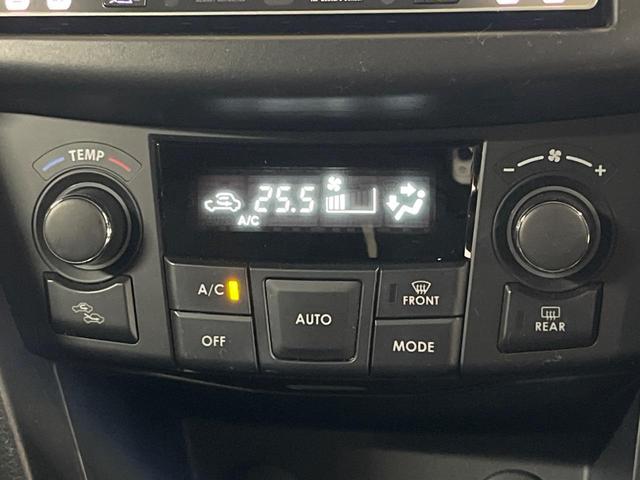 TEMP
25.5
A/C
- +
A/C
FRONT
AUTO
REAR
OFF
MODE